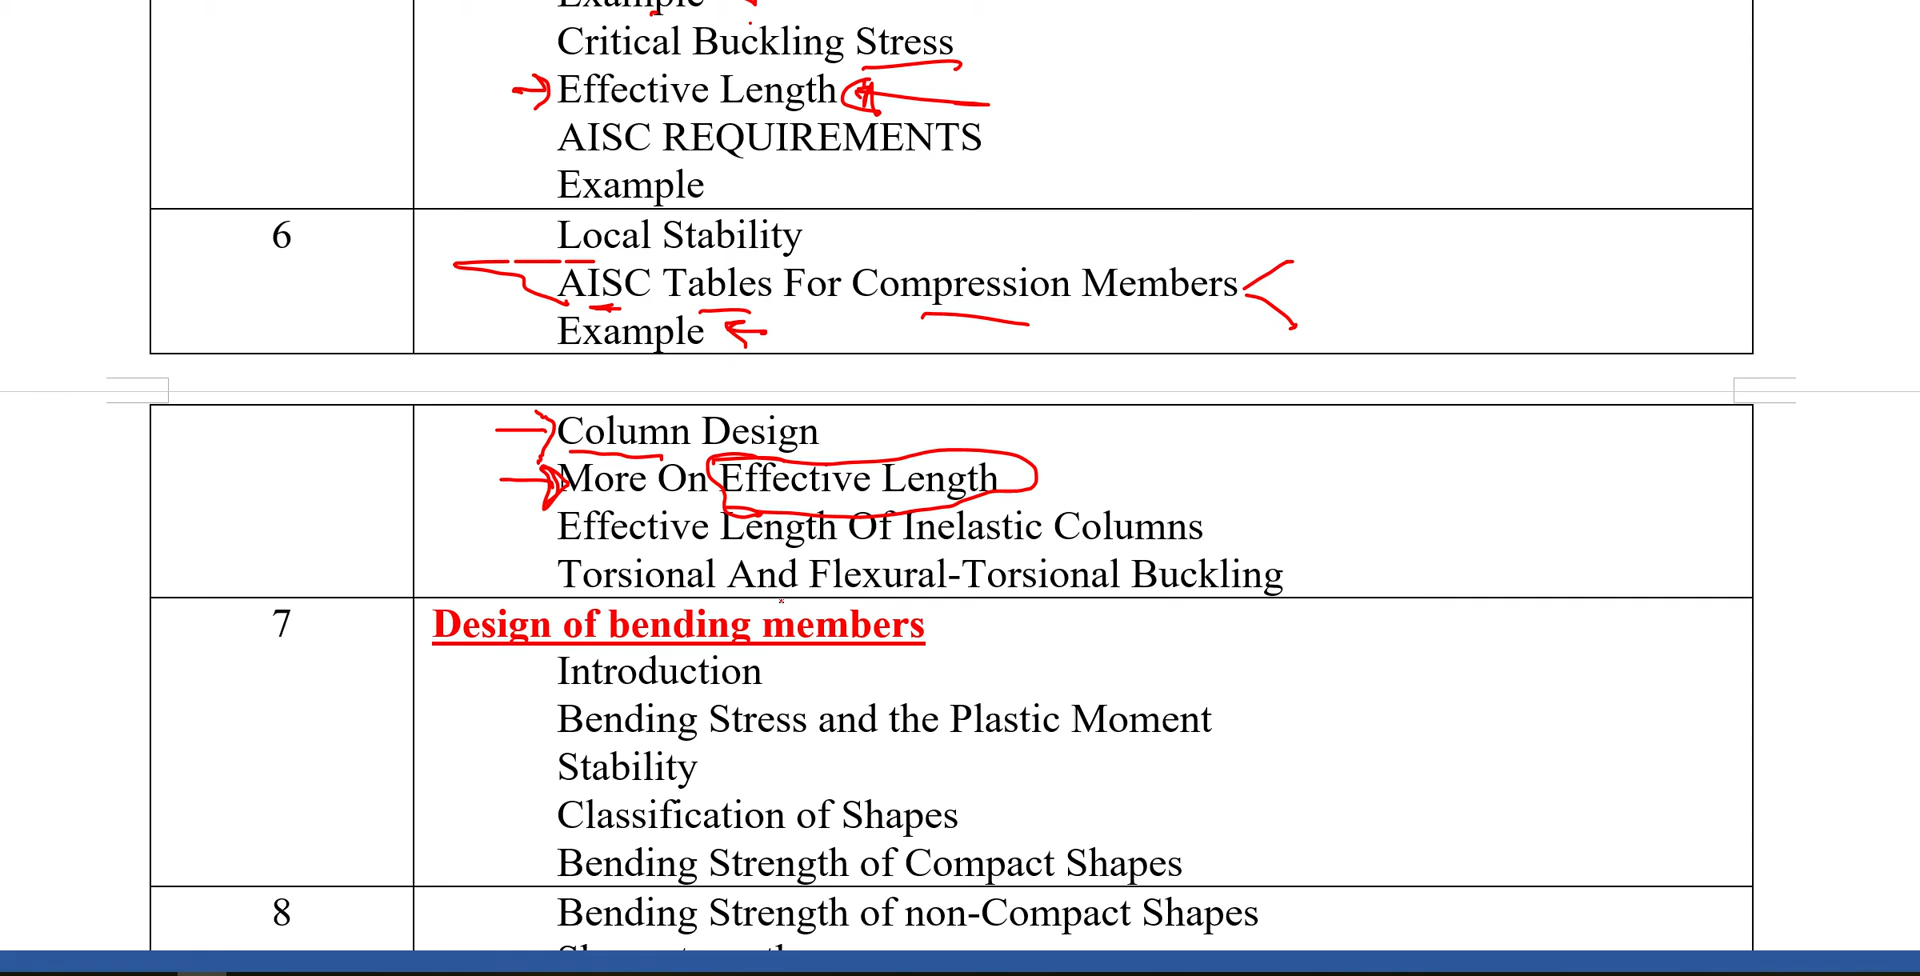 Example
Critical Buckling Stress
Effective Length
AISC REQUIREMENTS
Example
6
Local Stability
AISC Tables For Compression Members
Example
Column Design
More On Effective Length
Effective Length Of Inelastic Columns
Torsional And Flexural-Torsional Buckling
7
Design of bending members
Introduction
Bending Stress and the Plastic Moment
Stability
Classification of Shapes
Bending Strength of Compact Shapes
8
Bending Strength of non-Compact Shapes